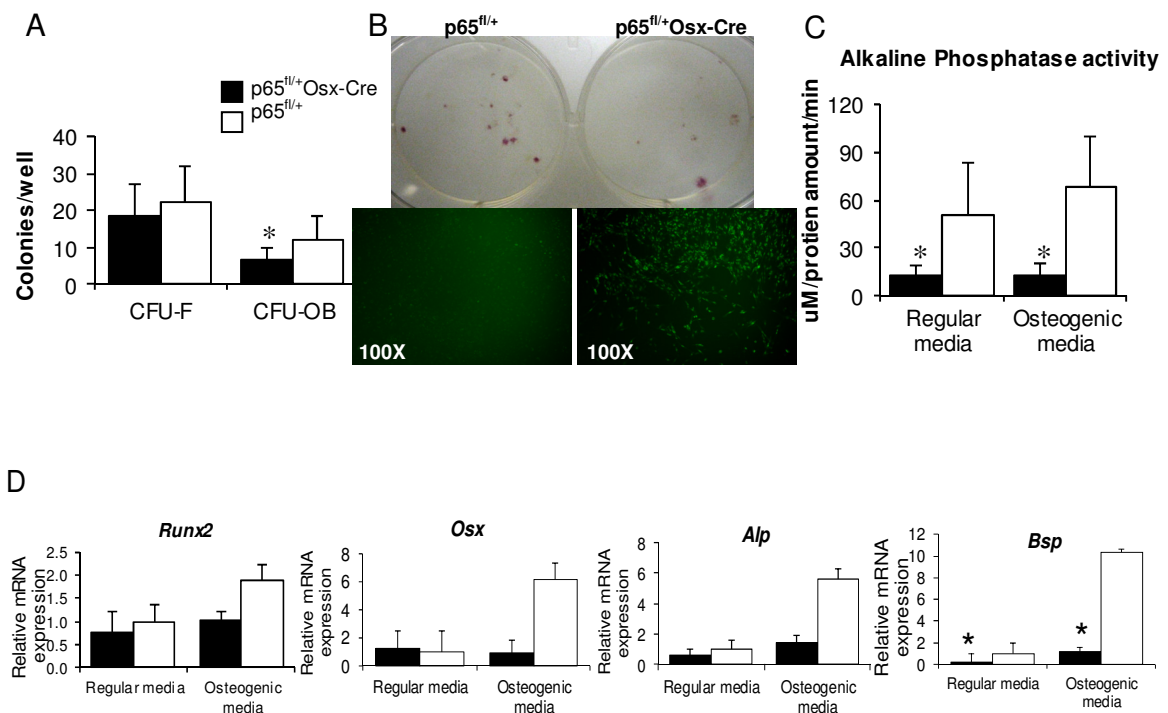 A
p65fl/+Osx-Cre
p65fl/+
Colonies/well
40
30
20
10
0
*
CFU-F
CFU-OB
B
p65fl/+
p65fl/+Osx-Cre
100X
100X
C
Alkaline Phosphatase activity
uM/protien amount/min
120
90
60
30
0
*
*
Regular
media
Osteogenic
media
D
Runx2
Relative mRNA
expression
2.5
2.0
1.5
1.0
0.5
0.0
Regular media
Osteogenic
media
Osx
Relative mRNA
expression
8
6
4
2
0
Regular media
Osteogenic
media
Alp
Relative mRNA
expression
8
6
4
2
0
Regular media
Osteogenic
media
Bsp
Relative mRNA
expression
12
10
8
6
4
2
0
*
*
Regular media
Osteogenic
media